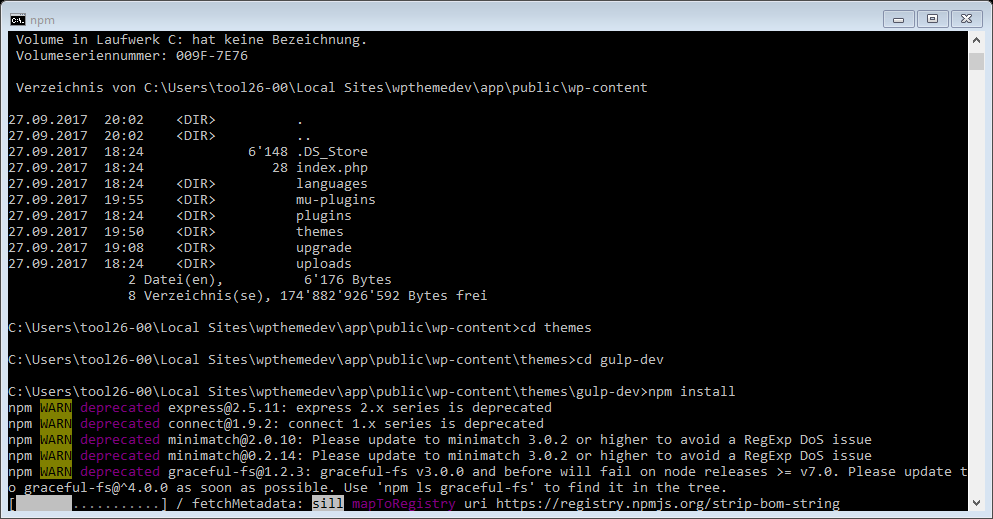 npm
Volume in Laufwerk C: hat keine Bezeichnung.
Volumeseriennummer: 009F-7E76
Verzeichnis von C:\Users\tool26-00\Local Sites\wpthemedev\app\public\wp-content
27.09.2017  20:02    <DIR>          .
27.09.2017  20:02    <DIR>          ..
27.09.2017  18:24             6'148 .DS_Store
27.09.2017  18:24                28 index.php
27.09.2017  18:24    <DIR>          languages
27.09.2017  19:55    <DIR>          mu-plugins
27.09.2017  18:24    <DIR>          plugins
27.09.2017  19:50    <DIR>          themes
27.09.2017  19:08    <DIR>          upgrade
27.09.2017  18:24    <DIR>          uploads
2 Datei(en),          6'176 Bytes
8 Verzeichnis(se), 174'882'926'592 Bytes frei
C:\Users\tool26-00\Local Sites\wpthemedev\app\public\wp-content>cd themes
C:\Users\tool26-00\Local Sites\wpthemedev\app\public\wp-content\themes>cd gulp-dev
C:\Users\tool26-00\Local Sites\wpthemedev\app\public\wp-content\themes\gulp-dev>npm install
npm WARN deprecated express@2.5.11: express 2.x series is deprecated
npm WARN deprecated connect@1.9.2: connect 1.x series is deprecated
npm WARN deprecated minimatch@2.0.10: Please update to minimatch 3.0.2 or higher to avoid a RegExp DoS issue
npm WARN deprecated minimatch@0.2.14: Please update to minimatch 3.0.2 or higher to avoid a RegExp DoS issue
npm WARN deprecated graceful-fs@1.2.3: graceful-fs v3.0.0 and before will fail on node releases >= v7.0. Please update t
o graceful-fs@^4.0.0 as soon as possible. Use 'npm ls graceful-fs' to find it in the tree.
[       ...........] / fetchMetadata: sill mapToRegistry uri https://registry.npmjs.org/strip-bom-string